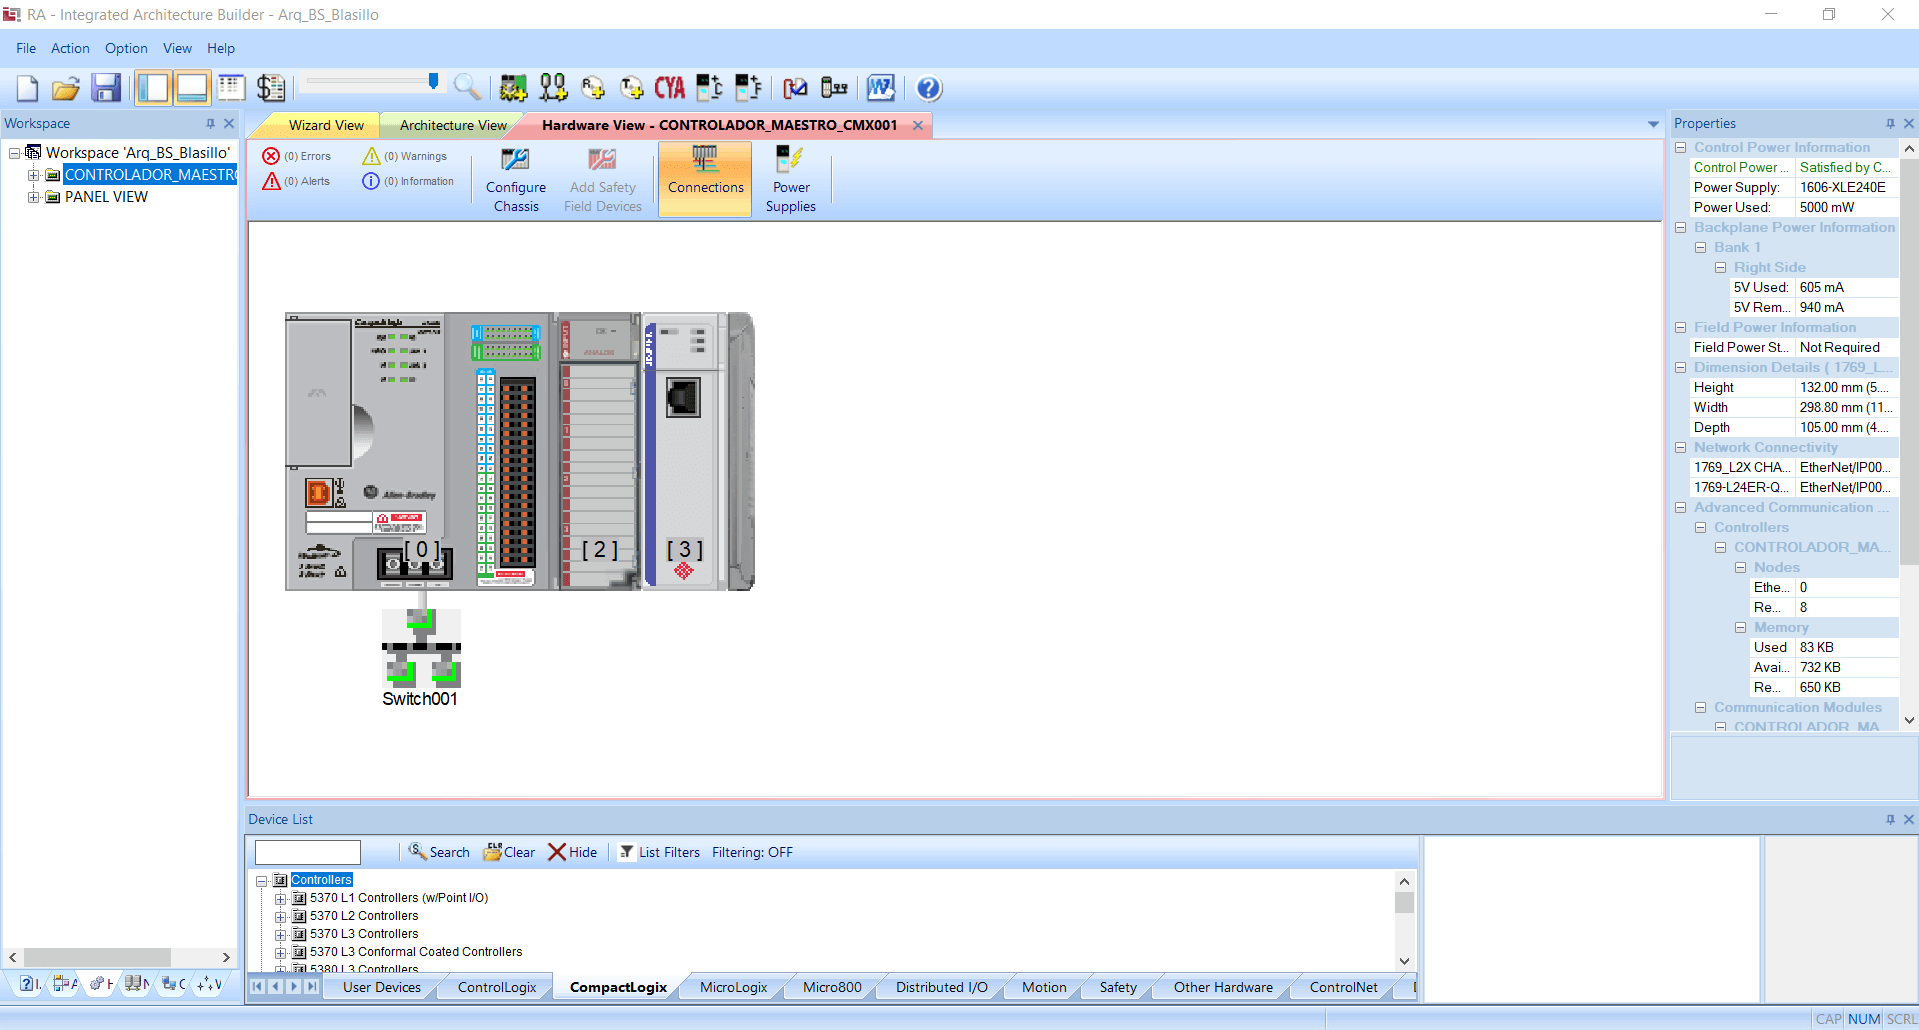 RA - Integrated Architecture Builder - Arq_BS_Blasillo
File Action Option View Help
CYA
Workspace
Workspace 'Arq_BS_Blasillo'
CONTROLADOR_MAESTRO
PANEL VIEW
Wizard View Architecture View Hardware View - CONTROLADOR_MAESTRO_CMX001
(0) Errors (0) Warnings
(0) Alerts (0) Information
Configure Chassis
Add Safety Field Devices
Connections
Power Supplies
Allen-Bradley
[ 0 ] [ 2 ] [ 3 ]
Switch001
Properties
Control Power Information
Control Power ... Satisfied by C...
Power Supply: 1606-XLE240E
Power Used: 5000 mW
Backplane Power Information
Bank 1
Right Side
5V Used: 605 mA
5V Rem... 940 mA
Field Power Information
Field Power St... Not Required
Dimension Details ( 1769_L...
Height 132.00 mm (5....
Width 298.80 mm (11...
Depth 105.00 mm (4....
Network Connectivity
1769_L2X CHA... EtherNet/IP00...
1769-L24ER-Q... EtherNet/IP00...
Advanced Communication ...
Controllers
CONTROLADOR_MA...
Nodes
Ethe... 0
Re... 8
Memory
Used 83 KB
Avai... 732 KB
Re... 650 KB
Communication Modules
CONTROLADOR_MA
Device List
Search Clear Hide List Filters Filtering: OFF
Controllers
5370 L1 Controllers (w/Point I/O)
5370 L2 Controllers
5370 L3 Controllers
5370 L3 Conformal Coated Controllers
5380 L3 Controllers
User Devices ControlLogix CompactLogix MicroLogix Micro800 Distributed I/O Motion Safety Other Hardware ControlNet
CAP NUM SCRL